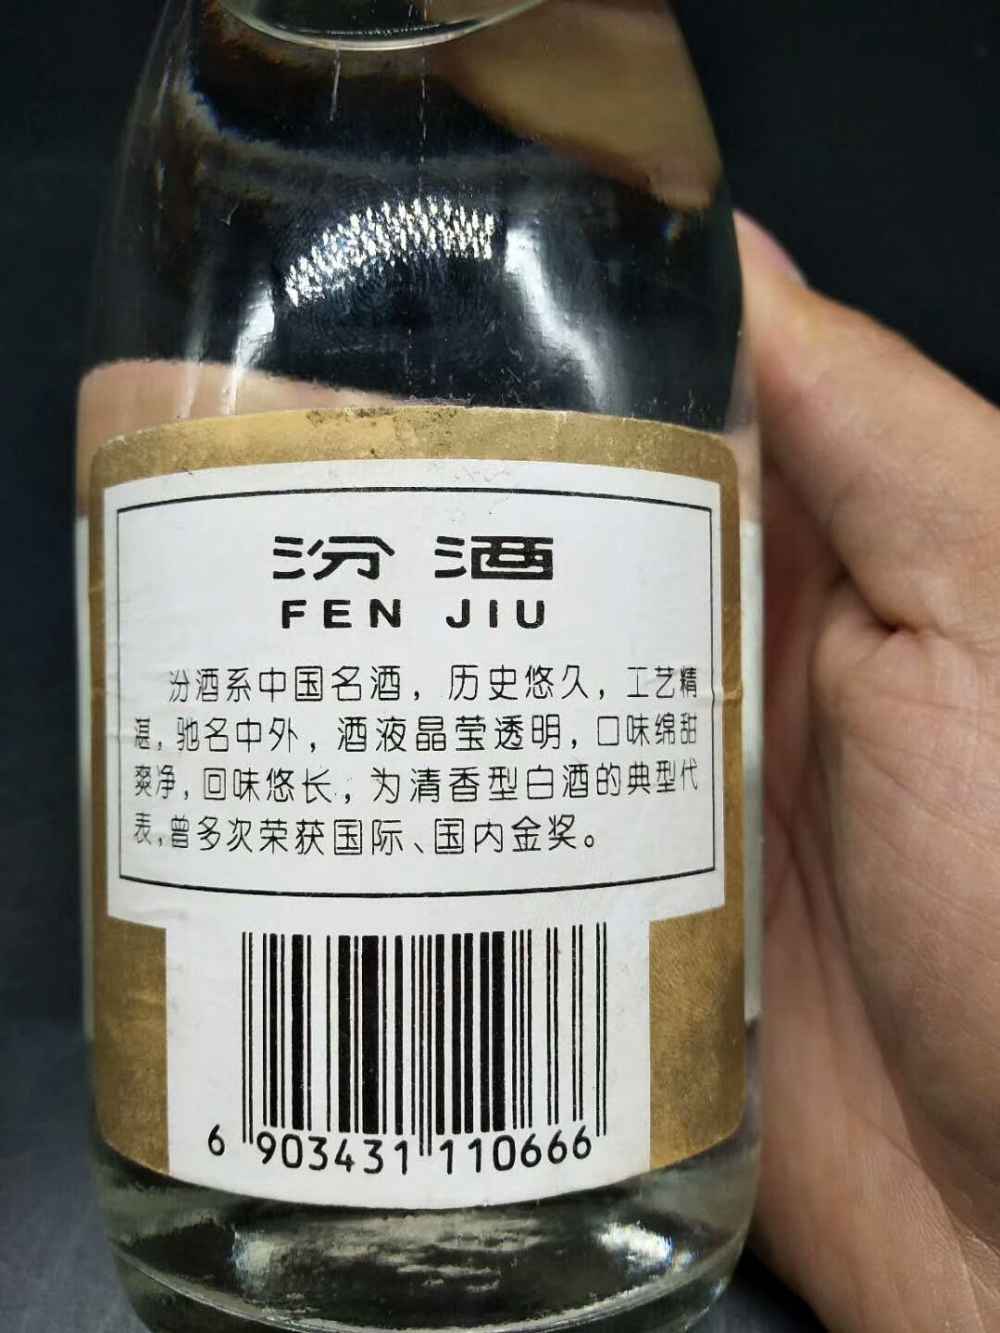 汾酒
FEN JIU
汾酒系中国名酒，历史悠久，工艺精
湛，驰名中外，酒液晶莹透明，口味绵甜
爽净，回味悠长，为清香型白酒的典型代
表，曾多次荣获国际、国内金奖。
6 903431 110666